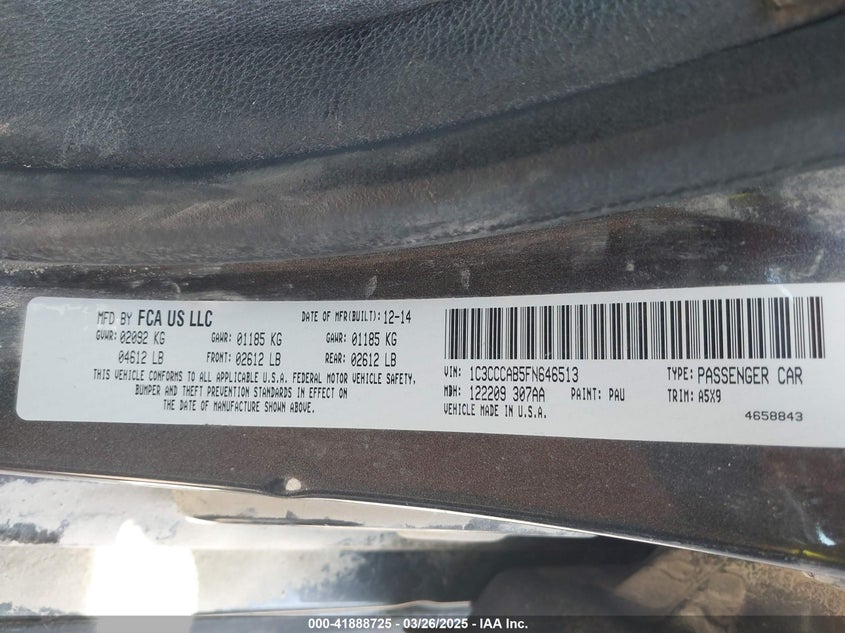 MFD BY FCA US LLC DATE OF MFR(BUILT): 12-14
GVWR: 02092 KG GAWR: 01185 KG GAWR: 01185 KG
04612 LB FRONT: 02612 LB REAR: 02612 LB
THIS VEHICLE CONFORMS TO ALL APPLICABLE U.S.A. FEDERAL MOTOR VEHICLE SAFETY,
BUMPER AND THEFT PREVENTION STANDARDS IN EFFECT ON
THE DATE OF MANUFACTURE SHOWN ABOVE.
VIN: 1C3CCCAB5FN646513 TYPE: PASSENGER CAR
MDH: 122209 307AA PAINT: PAU TRIM: A5X9
VEHICLE MADE IN U.S.A. 4658843
000-41888725 - 03/26/2025 - IAA Inc.